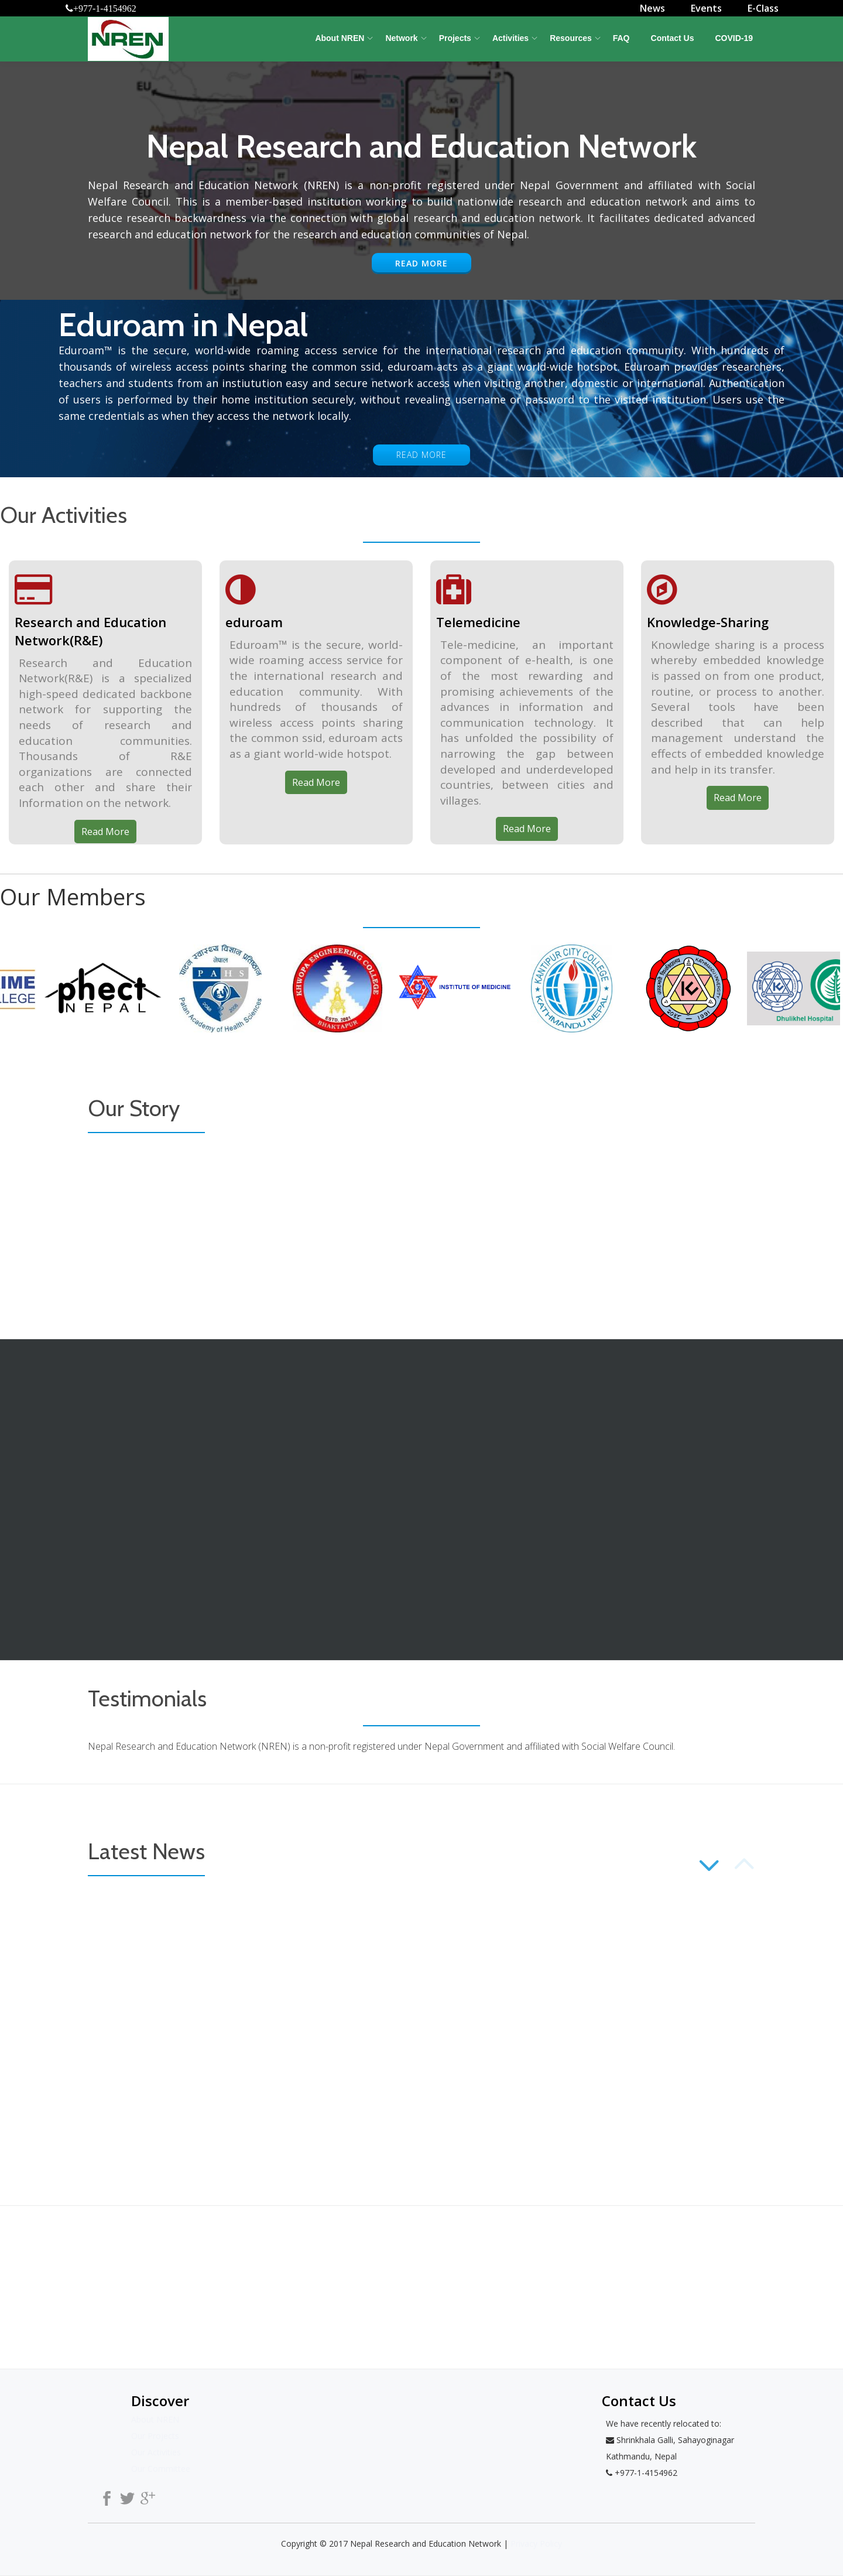 +977-1-4154962
News Events E-Class
NREN
About NREN Network Projects Activities Resources FAQ Contact Us COVID-19
Nepal Research and Education Network
Nepal Research and Education Network (NREN) is a non-profit registered under Nepal Government and affiliated with Social
Welfare Council. This is a member-based institution working to build nationwide research and education network and aims to
reduce research backwardness via the connection with global research and education network. It facilitates dedicated advanced
research and education network for the research and education communities of Nepal.
READ MORE
Eduroam in Nepal
Eduroam™ is the secure, world-wide roaming access service for the international research and education community. With hundreds of
thousands of wireless access points sharing the common ssid, eduroam acts as a giant world-wide hotspot. Eduroam provides researchers,
teachers and students from an instiutution easy and secure network access when visiting another, domestic or international. Authentication
of users is performed by their home institution securely, without revealing username or password to the visited institution. Users use the
same credentials as when they access the network locally.
READ MORE
Our Activities
Research and Education
Network(R&E)
Research and Education
Network(R&E) is a specialized
high-speed dedicated backbone
network for supporting the
needs of research and
education communities.
Thousands of R&E
organizations are connected
each other and share their
Information on the network.
Read More
eduroam
Eduroam™ is the secure, world-
wide roaming access service for
the international research and
education community. With
hundreds of thousands of
wireless access points sharing
the common ssid, eduroam acts
as a giant world-wide hotspot.
Read More
Telemedicine
Tele-medicine, an important
component of e-health, is one
of the most rewarding and
promising achievements of the
advances in information and
communication technology. It
has unfolded the possibility of
narrowing the gap between
developed and underdeveloped
countries, between cities and
villages.
Read More
Knowledge-Sharing
Knowledge sharing is a process
whereby embedded knowledge
is passed on from one product,
routine, or process to another.
Several tools have been
described that can help
management understand the
effects of embedded knowledge
and help in its transfer.
Read More
Our Members
IME
LLEGE
phect
NEPAL
PAHS
Patan Academy of Health Sciences
KHWOPA ENGINEERING COLLEGE
ESTD. 2001
BHAKTAPUR
INSTITUTE OF MEDICINE
KANTIPUR CITY COLLEGE
KATHMANDU NEPAL
Dhulikhel Hospital
Our Story
Testimonials
Nepal Research and Education Network (NREN) is a non-profit registered under Nepal Government and affiliated with Social Welfare Council.
Latest News
Discover
Contact Us
We have recently relocated to:
Shrinkhala Galli, Sahayoginagar
Kathmandu, Nepal
+977-1-4154962
Copyright © 2017 Nepal Research and Education Network |